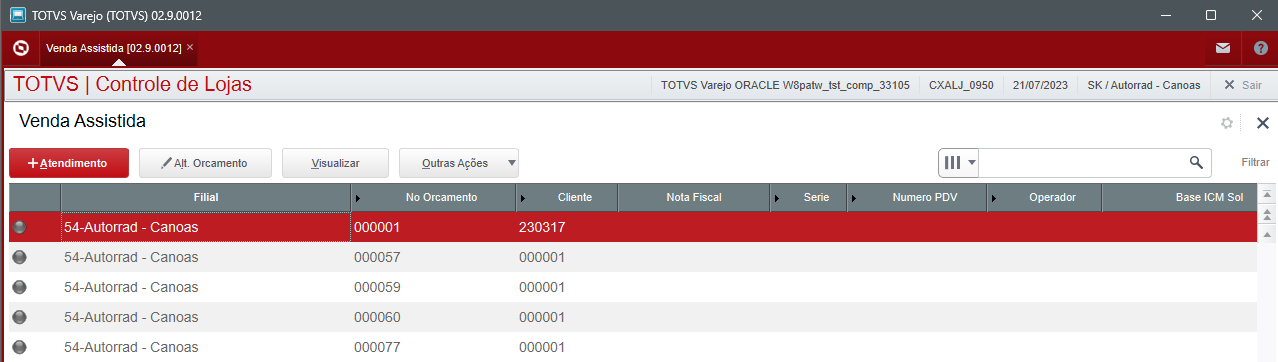 TOTVS Varejo (TOTVS) 02.9.0012
Venda Assistida [02.9.0012] ×
TOTVS | Controle de Lojas TOTVS Varejo ORACLE W8patw_tst_comp_33105 CXALJ_0950 21/07/2023 SK / Autorrad - Canoas Sair
Venda Assistida
+Atendimento Alt. Orcamento Visualizar Outras Ações Filtrar
Filial No Orcamento Cliente Nota Fiscal Serie Numero PDV Operador Base ICM Sol
54-Autorrad - Canoas 000001 230317
54-Autorrad - Canoas 000057 000001
54-Autorrad - Canoas 000059 000001
54-Autorrad - Canoas 000060 000001
54-Autorrad - Canoas 000077 000001